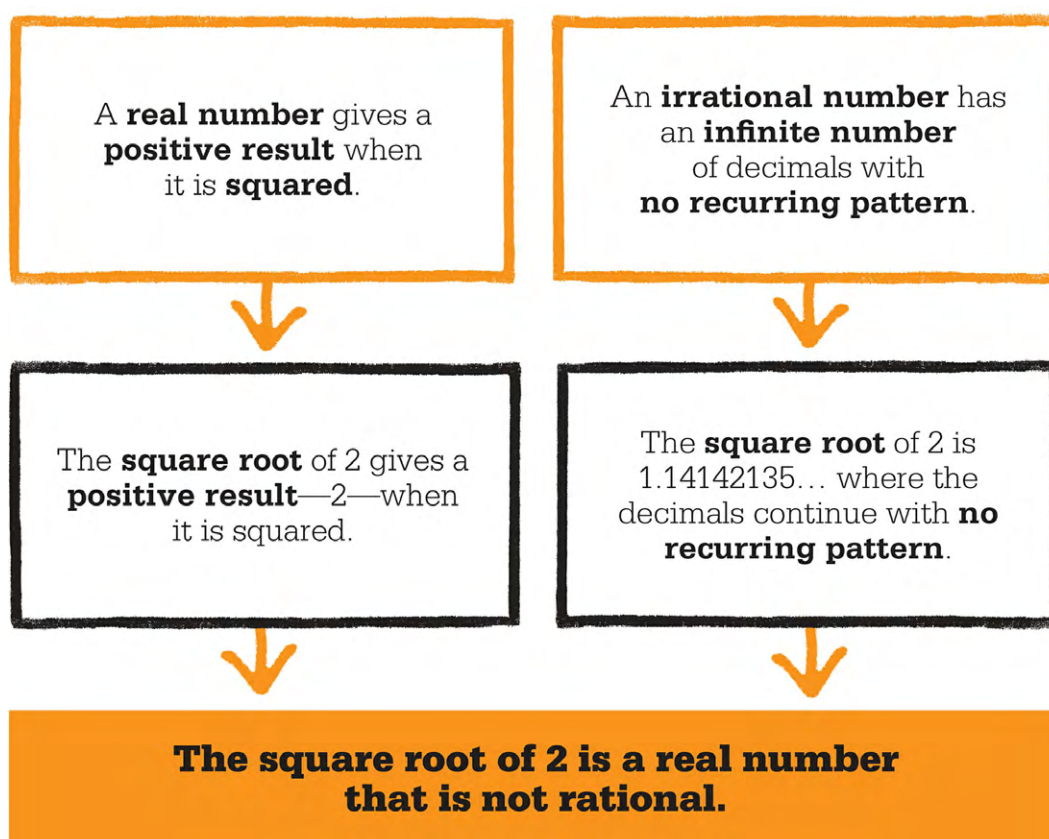 A real number gives a
positive result when
it is squared.
An irrational number has
an infinite number
of decimals with
no recurring pattern.
The square root of 2 gives a
positive result—2—when
it is squared.
The square root of 2 is
1.14142135... where the
decimals continue with no
recurring pattern.
The square root of 2 is a real number
that is not rational.